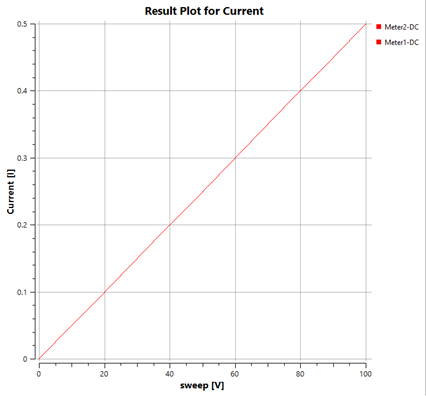 Result Plot for Current
Meter2-DC
Meter1-DC
0.5
0.4
0.3
0.2
0.1
0
Current [I]
0 20 40 60 80 100
sweep [V]